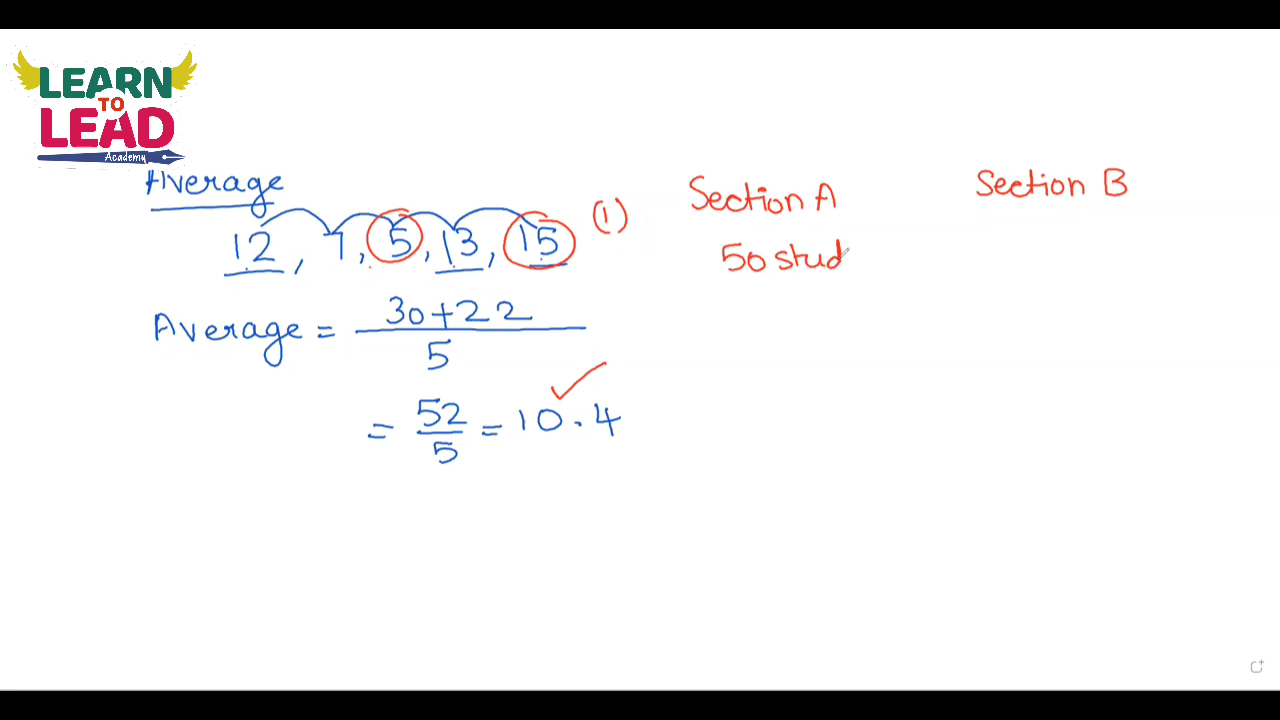 LEARN
TO
LEAD
Academy
Average
12, 7, 5, 13, 15
Average = 30+22
5
= 52
5
= 10.4
(1)
Section A
50 stud
Section B